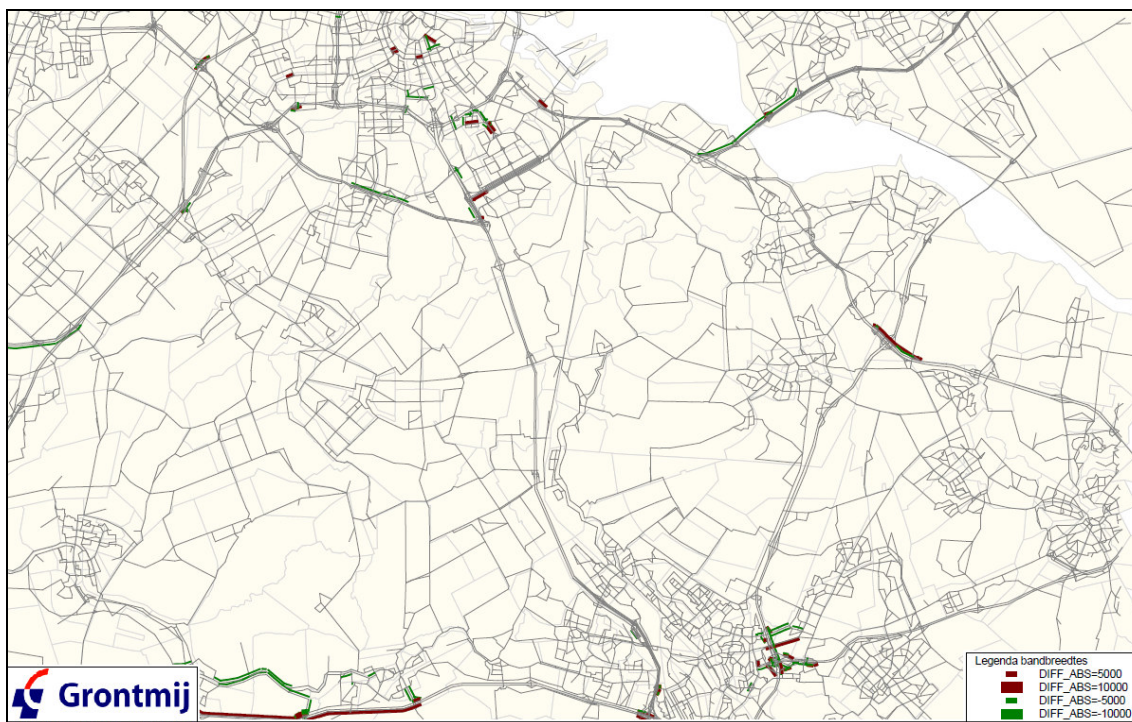 Grontmij
Legenda bandbreedtes
DIFF_ABS=5000
DIFF_ABS=10000
DIFF_ABS=-5000
DIFF_ABS=-10000